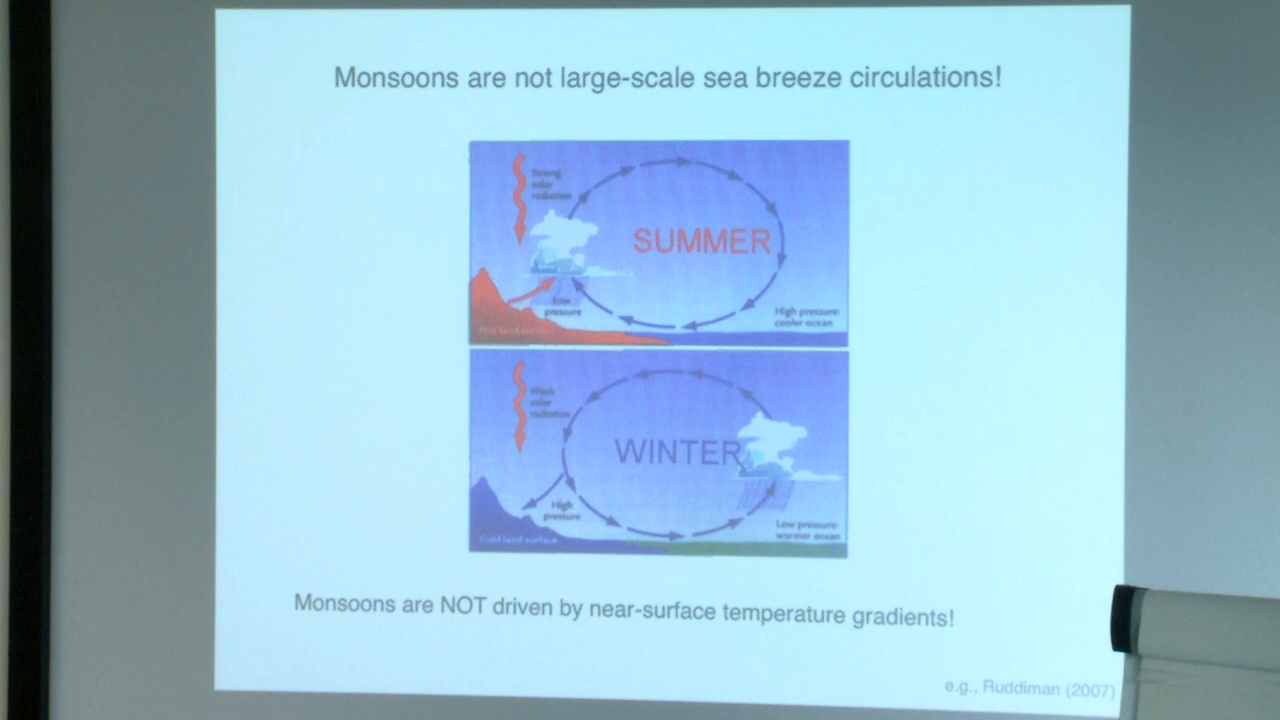 Monsoons are not large-scale sea breeze circulations!
Strong
solar
radiation
SUMMER
Low
pressure
High pressure:
cooler ocean
Hot land surface
Weak
solar
radiation
WINTER
High
pressure
Low pressure:
warmer ocean
Cold land surface
Monsoons are NOT driven by near-surface temperature gradients!
e.g., Ruddiman (2007)